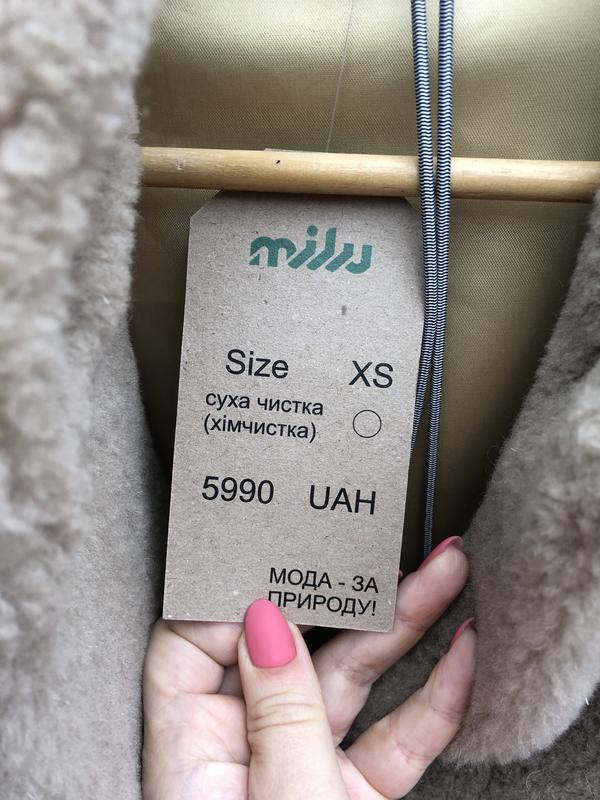 milu
Size XS
суха чистка
(хімчистка)
5990 UAH
МОДА - ЗА
ПРИРОДУ!